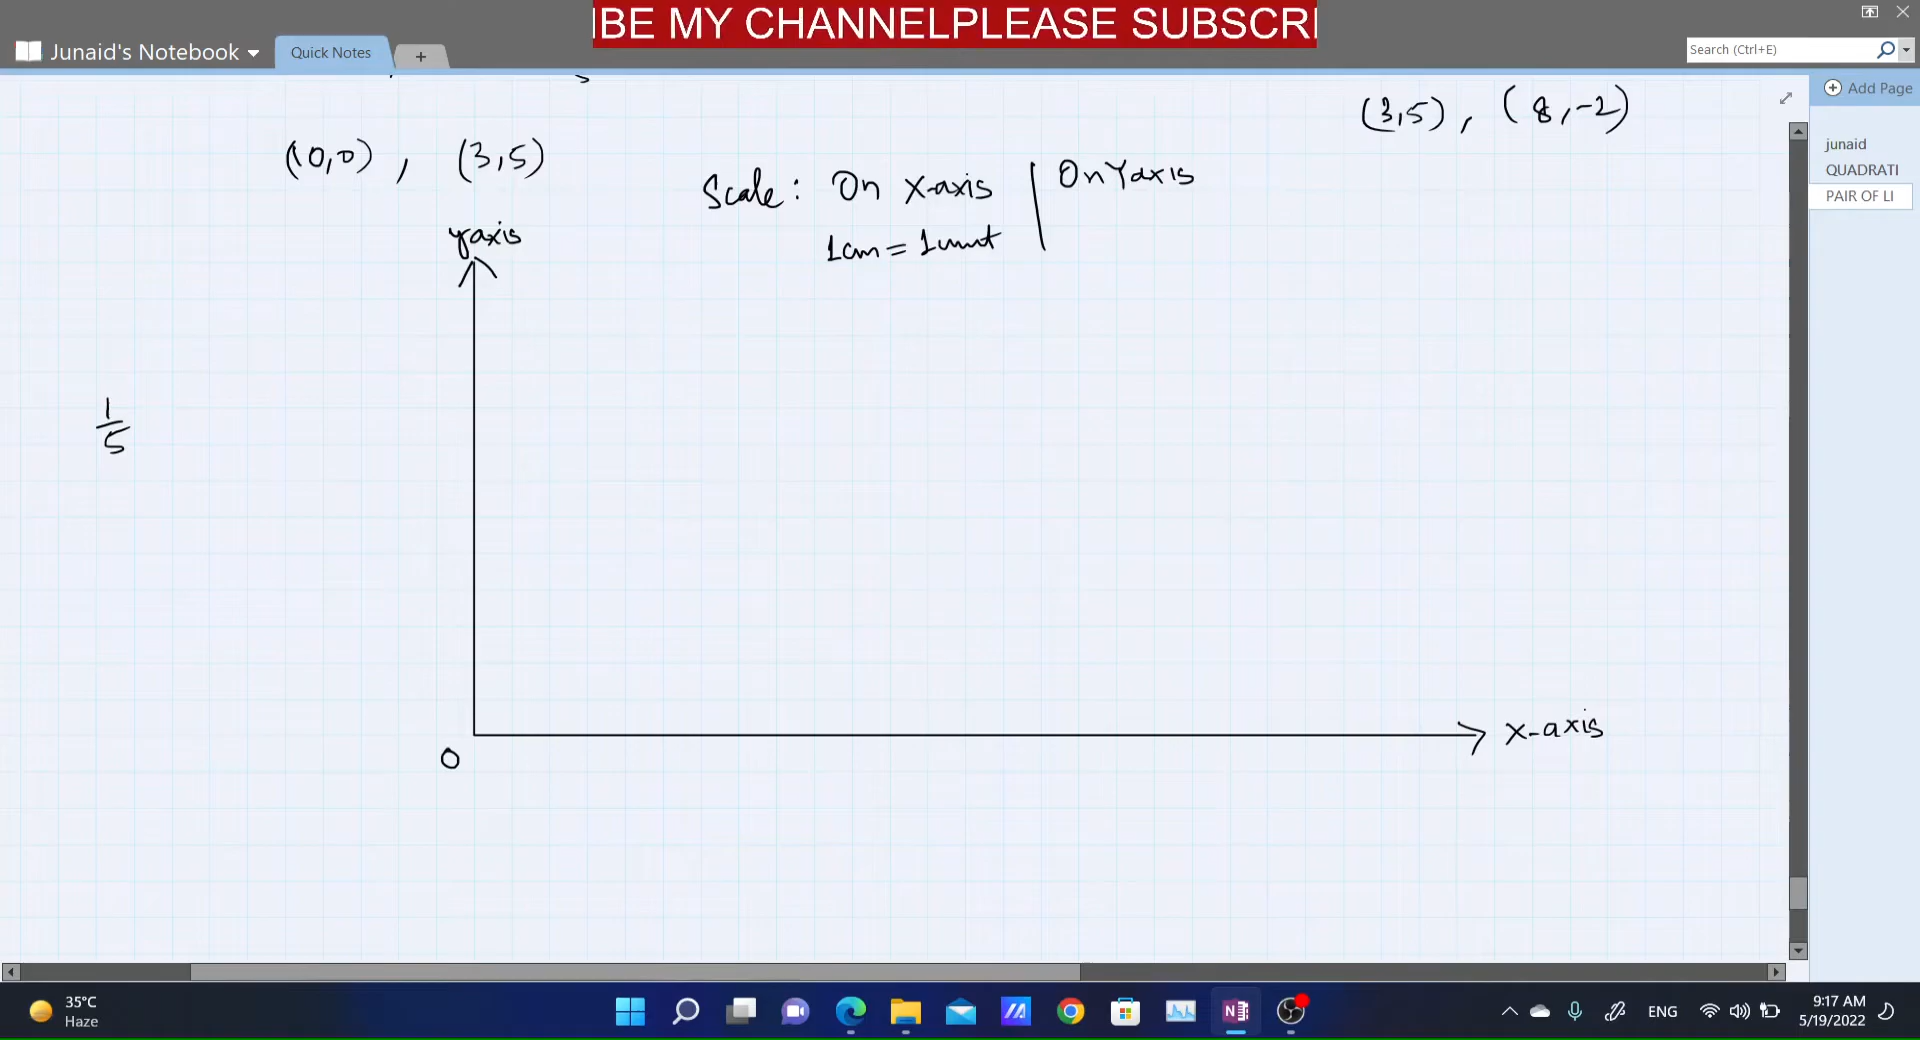 IBE MY CHANNELPLEASE SUBSCRI
Junaid's Notebook
Quick Notes
Search (Ctrl+E)
Add Page
junaid
QUADRATI
PAIR OF LI
(3,5), (8,-2)
(0,0), (3,5)
Scale: On X-axis | On Y axis
1cm = 1unit
y axis
1/5
X-axis
0
35°C
Haze
ENG
9:17 AM
5/19/2022